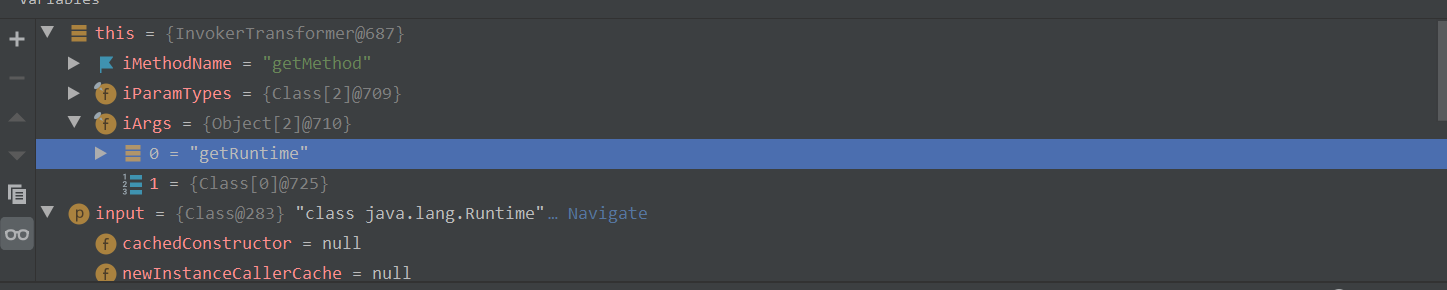 Variables
this = {InvokerTransformer@687}
iMethodName = "getMethod"
iParamTypes = {Class[2]@709}
iArgs = {Object[2]@710}
0 = "getRuntime"
1 = {Class[0]@725}
input = {Class@283} "class java.lang.Runtime"... Navigate
cachedConstructor = null
newInstanceCallerCache = null